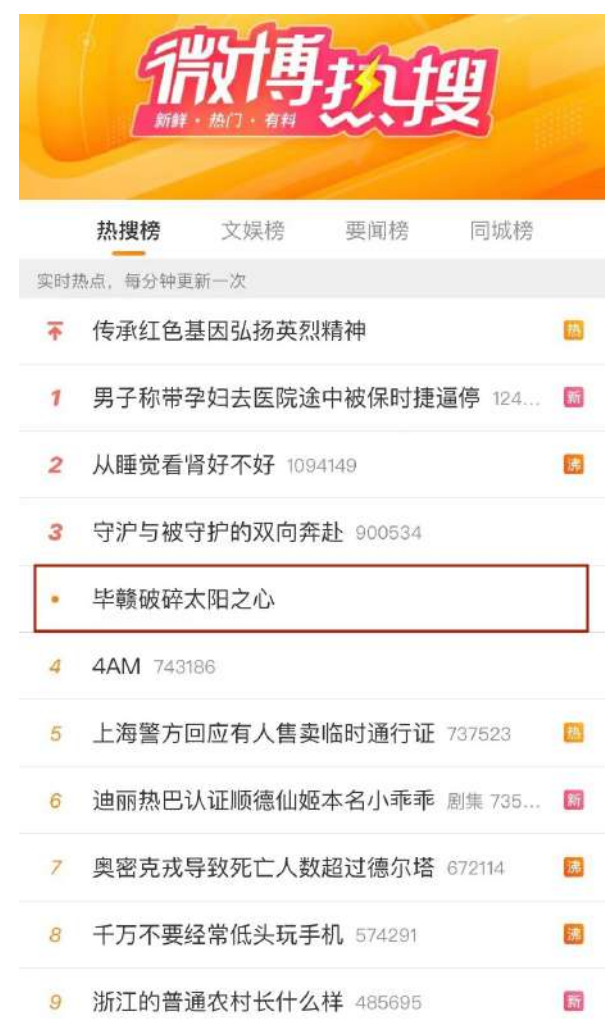 微博热搜
新鲜·热门·有料
热搜榜 文娱榜 要闻榜 同城榜
实时热点，每分钟更新一次
传承红色基因弘扬英烈精神 热
1 男子称带孕妇去医院途中被保时捷逼停 124... 新
2 从睡觉看肾好不好 1094149 沸
3 守沪与被守护的双向奔赴 900534
• 毕赣破碎太阳之心
4 4AM 743186
5 上海警方回应有人售卖临时通行证 737523 热
6 迪丽热巴认证顺德仙姬本名小乖乖 剧集 735... 新
7 奥密克戎导致死亡人数超过德尔塔 672114 沸
8 千万不要经常低头玩手机 574291 沸
9 浙江的普通农村长什么样 485695 新